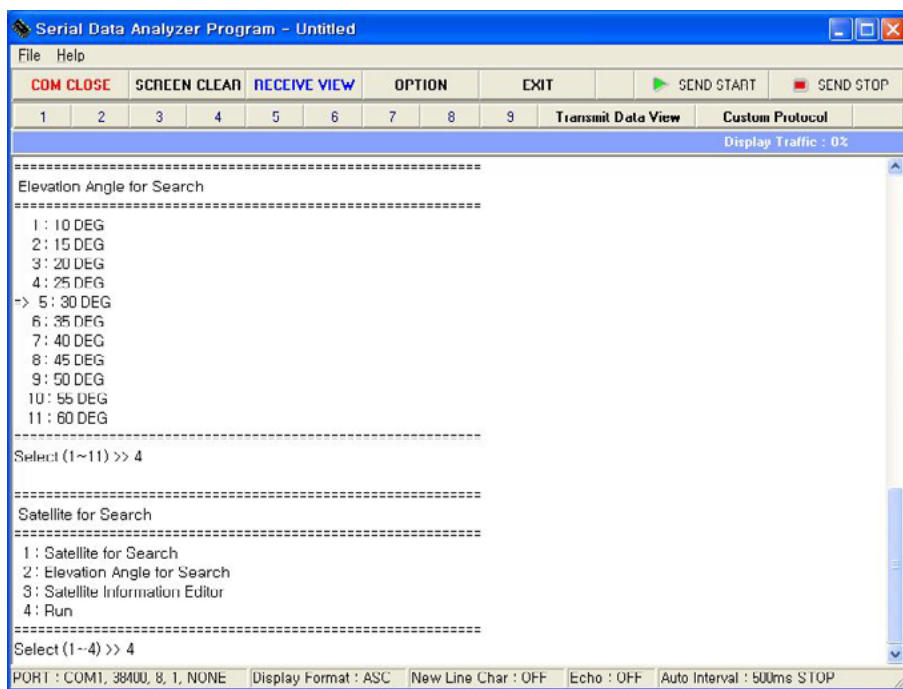 Serial Data Analyzer Program - Untitled
File Help
COM CLOSE SCREEN CLEAR RECEIVE VIEW OPTION EXIT SEND START SEND STOP
1 2 3 4 5 6 7 8 9 Transmit Data View Custom Protocol
Display Traffic : 0%
==========================================================
Elevation Angle for Search
==========================================================
1 : 10 DEG
2 : 15 DEG
3 : 20 DEG
4 : 25 DEG
=> 5 : 30 DEG
6 : 35 DEG
7 : 40 DEG
8 : 45 DEG
9 : 50 DEG
10 : 55 DEG
11 : 60 DEG
==========================================================
Select (1~11) >> 4
==========================================================
Satellite for Search
==========================================================
1 : Satellite for Search
2 : Elevation Angle for Search
3 : Satellite Information Editor
4 : Run
==========================================================
Select (1~4) >> 4
PORT : COM1, 38400, 8, 1, NONE Display Format : ASC New Line Char : OFF Echo : OFF Auto Interval : 500ms STOP